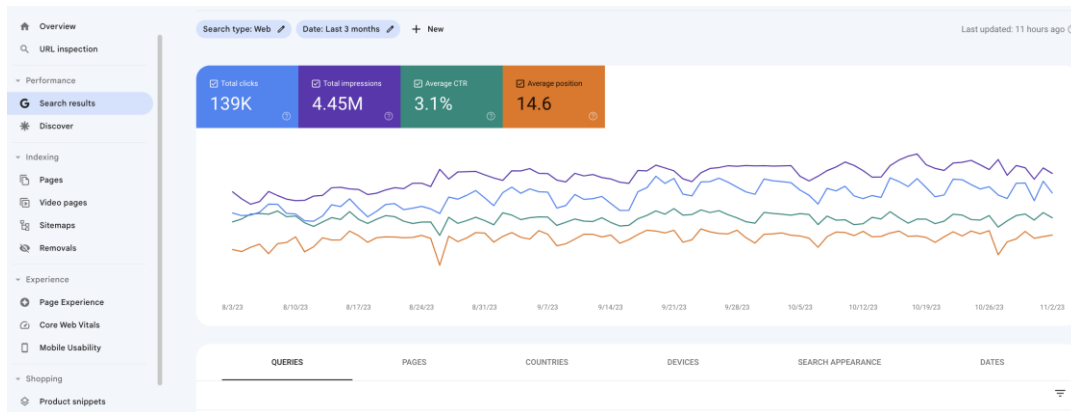 Overview
URL inspection
Performance
Search results
Discover
Indexing
Pages
Video pages
Sitemaps
Removals
Experience
Page Experience
Core Web Vitals
Mobile Usability
Shopping
Product snippets
Search type: Web
Date: Last 3 months
+ New
Last updated: 11 hours ago
Total clicks
139K
Total impressions
4.45M
Average CTR
3.1%
Average position
14.6
8/3/23 8/10/23 8/17/23 8/24/23 8/31/23 9/7/23 9/14/23 9/21/23 9/28/23 10/5/23 10/12/23 10/19/23 10/26/23 11/2/23
QUERIES PAGES COUNTRIES DEVICES SEARCH APPEARANCE DATES